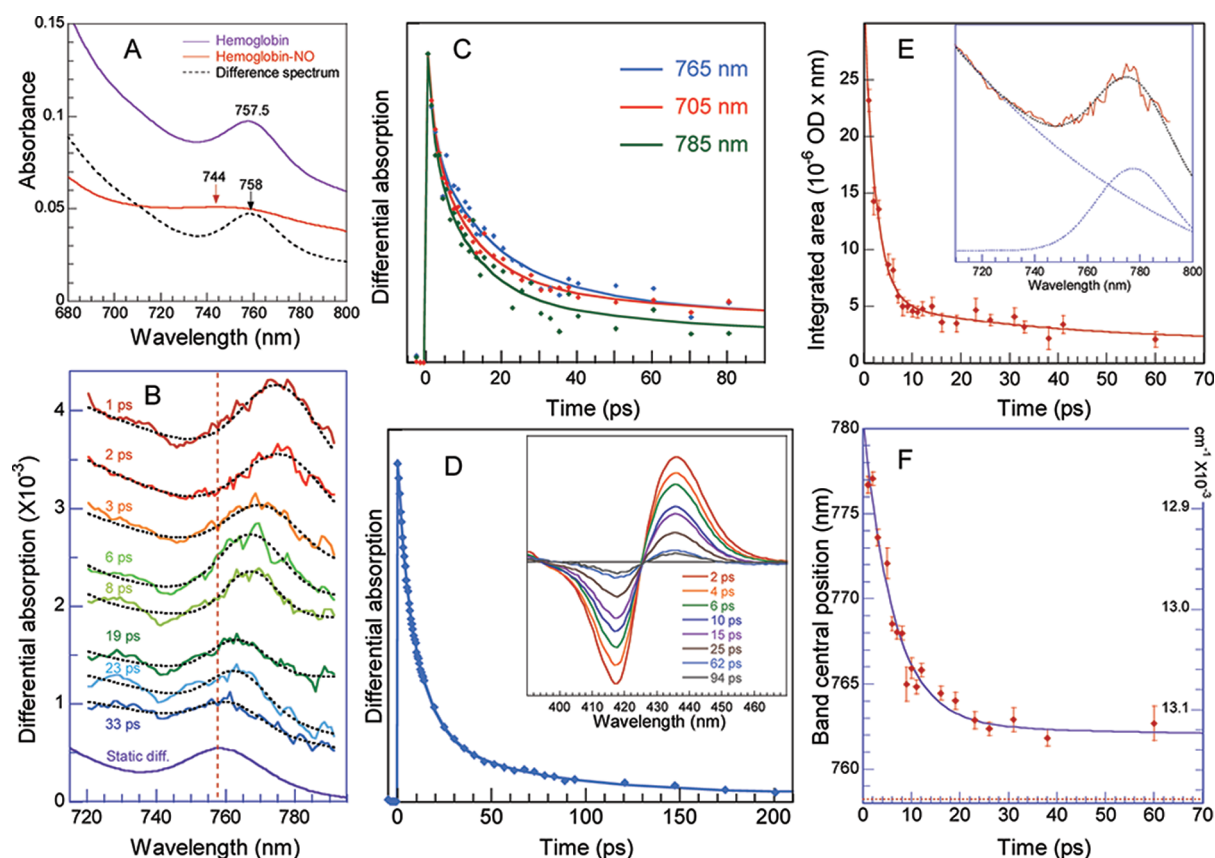 A
Hemoglobin
Hemoglobin-NO
Difference spectrum
757.5
744
758
0.15
0.1
0.05
0
Absorbance
680 700 720 740 760 780 800
Wavelength (nm)
B
1 ps
2 ps
3 ps
6 ps
8 ps
19 ps
23 ps
33 ps
Static diff.
4
3
2
1
0
Differential absorption (X10-3)
720 740 760 780
Wavelength (nm)
C
765 nm
705 nm
785 nm
Differential absorption
0 20 40 60 80
Time (ps)
D
Differential absorption
2 ps
4 ps
6 ps
10 ps
15 ps
25 ps
62 ps
94 ps
400 410 420 430 440 450 460
Wavelength (nm)
0 50 100 150 200
Time (ps)
E
25
20
15
10
5
0
Integrated area (10-6 OD x nm)
710 740 770 800
Wavelength (nm)
0 10 20 30 40 50 60 70
Time (ps)
F
780
775
770
765
760
Band central position (nm)
cm-1 X10-3
12.9
13.0
13.1
0 10 20 30 40 50 60 70
Time (ps)